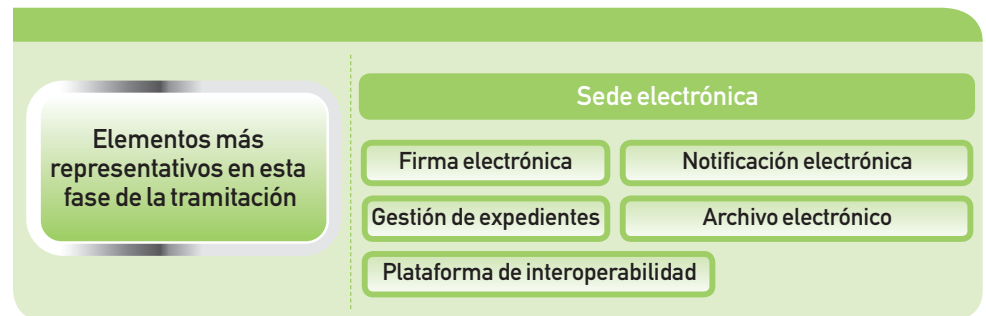 Elementos más
representativos en esta
fase de la tramitación
Sede electrónica
Firma electrónica
Notificación electrónica
Gestión de expedientes
Archivo electrónico
Plataforma de interoperabilidad